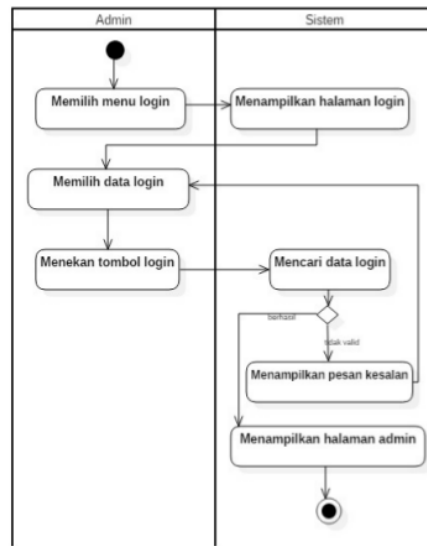 Admin
Sistem
Memilih menu login
Menampilkan halaman login
Memilih data login
Menekan tombol login
Mencari data login
berhasil
tidak valid
Menampilkan pesan kesalan
Menampilkan halaman admin